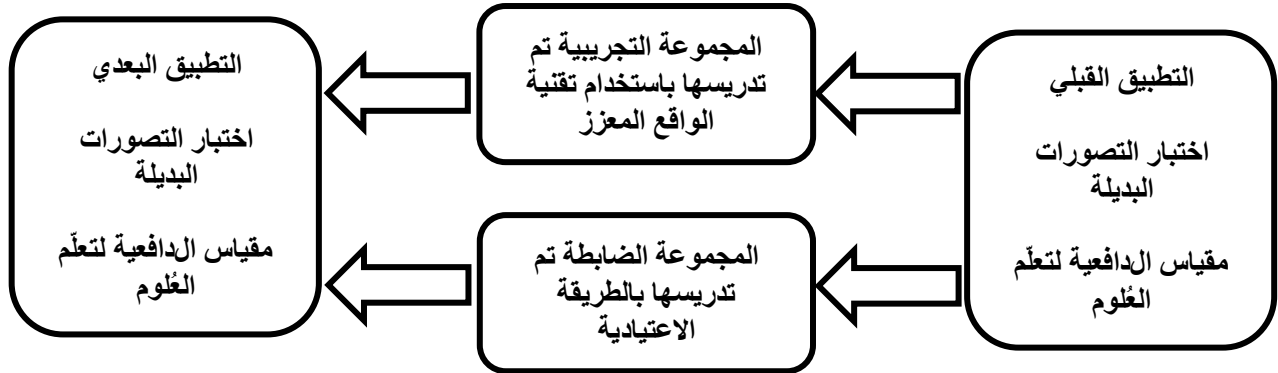 التطبيق القبلي
اختبار التصورات
البديلة
مقياس الدافعية لتعلّم
العُلوم
المجموعة التجريبية تم
تدريسها باستخدام تقنية
الواقع المعزز
المجموعة الضابطة تم
تدريسها بالطريقة
الاعتيادية
التطبيق البعدي
اختبار التصورات
البديلة
مقياس الدافعية لتعلّم
العُلوم